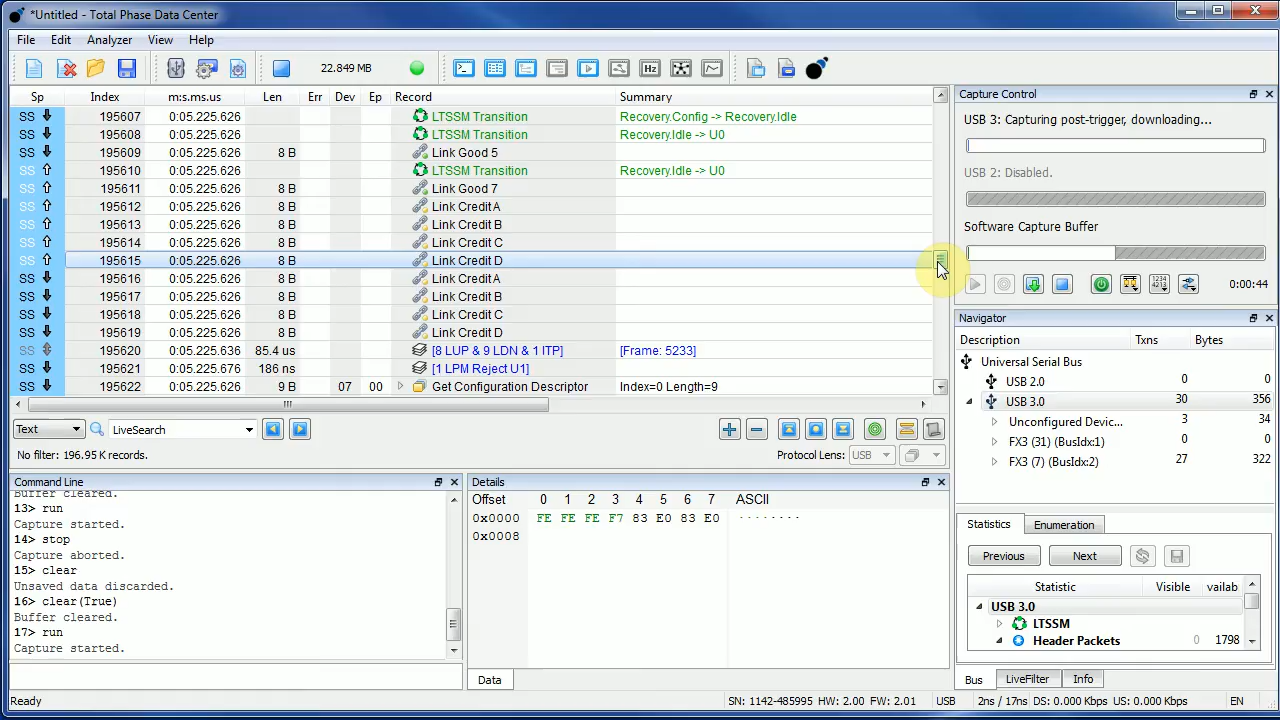 *Untitled - Total Phase Data Center
File Edit Analyzer View Help
22.849 MB
Sp Index m:s.ms.us Len Err Dev Ep Record Summary
SS 195607 0:05.225.626 LTSSM Transition Recovery.Config -> Recovery.Idle
SS 195608 0:05.225.626 LTSSM Transition Recovery.Idle -> U0
SS 195609 0:05.225.626 8 B Link Good 5
SS 195610 0:05.225.626 LTSSM Transition Recovery.Idle -> U0
SS 195611 0:05.225.626 8 B Link Good 7
SS 195612 0:05.225.626 8 B Link Credit A
SS 195613 0:05.225.626 8 B Link Credit B
SS 195614 0:05.225.626 8 B Link Credit C
SS 195615 0:05.225.626 8 B Link Credit D
SS 195616 0:05.225.626 8 B Link Credit A
SS 195617 0:05.225.626 8 B Link Credit B
SS 195618 0:05.225.626 8 B Link Credit C
SS 195619 0:05.225.626 8 B Link Credit D
SS 195620 0:05.225.636 85.4 us [8 LUP & 9 LDN & 1 ITP] [Frame: 5233]
SS 195621 0:05.225.676 186 ns [1 LPM Reject U1]
SS 195622 0:05.225.626 9 B 07 00 Get Configuration Descriptor Index=0 Length=9
Text LiveSearch
No filter: 196.95 K records. Protocol Lens: USB
Capture Control
USB 3: Capturing post-trigger, downloading...
USB 2: Disabled.
Software Capture Buffer
0:00:44
Navigator
Description Txns Bytes
Universal Serial Bus
USB 2.0 0 0
USB 3.0 30 356
Unconfigured Devic... 3 34
FX3 (31) (BusIdx:1) 0 0
FX3 (7) (BusIdx:2) 27 322
Statistics Enumeration
Previous Next
Statistic Visible vailab
USB 3.0
LTSSM
Header Packets 0 1798
Bus LiveFilter Info
Command Line
Buffer cleared.
13> run
Capture started.
14> stop
Capture aborted.
15> clear
Unsaved data discarded.
16> clear(True)
Buffer cleared.
17> run
Capture started.
Details
Offset 0 1 2 3 4 5 6 7 ASCII
0x0000 FE FE FE F7 83 E0 83 E0 ········
0x0008
Data
Ready SN: 1142-485995 HW: 2.00 FW: 2.01 USB 2ns / 17ns DS: 0.000 Kbps US: 0.000 Kbps EN